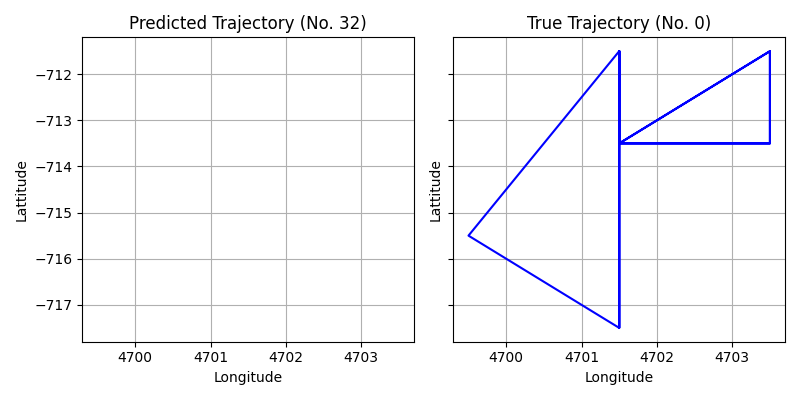 Predicted Trajectory (No. 32)
True Trajectory (No. 0)
Lattitude
−712
−713
−714
−715
−716
−717
4700
4701
4702
4703
Longitude
Lattitude
4700
4701
4702
4703
Longitude